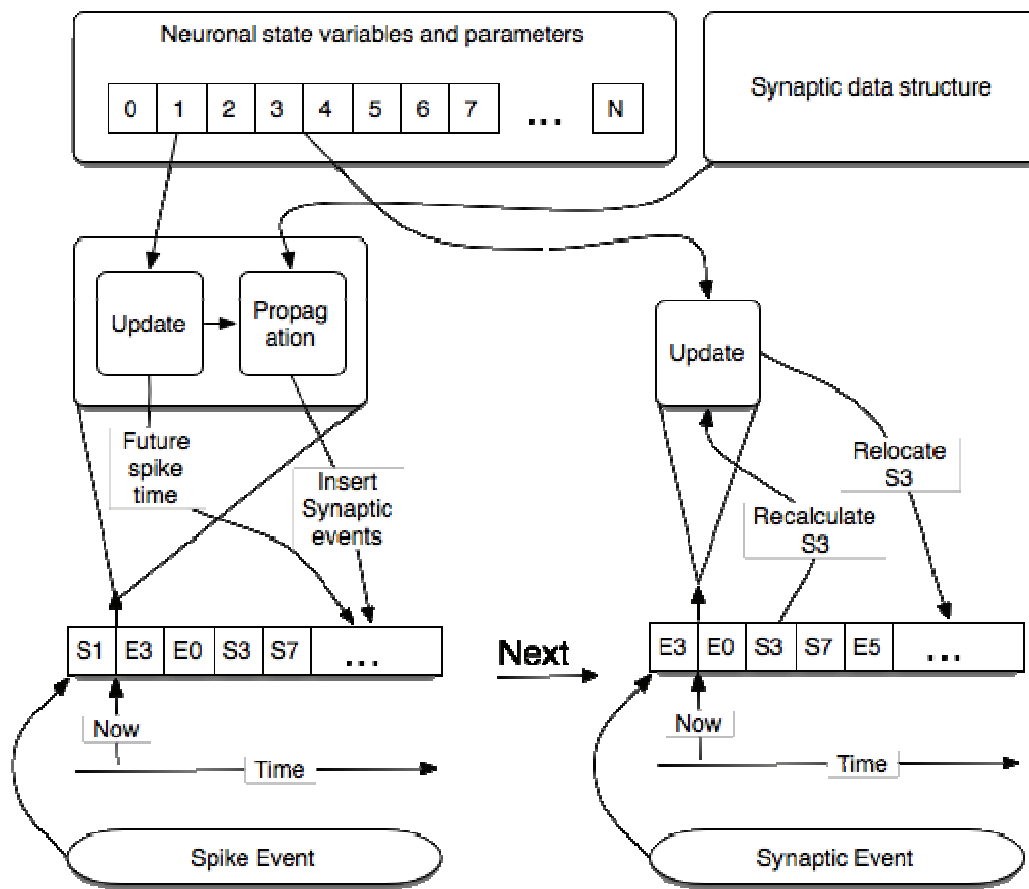 Neuronal state variables and parameters
0 1 2 3 4 5 6 7 ... N
Synaptic data structure
Update
Propag
ation
Update
Future
spike
time
Insert
Synaptic
events
Relocate
S3
Recalculate
S3
S1 E3 E0 S3 S7 ...
Next
E3 E0 S3 S7 E5 ...
Now
Time
Now
Time
Spike Event
Synaptic Event